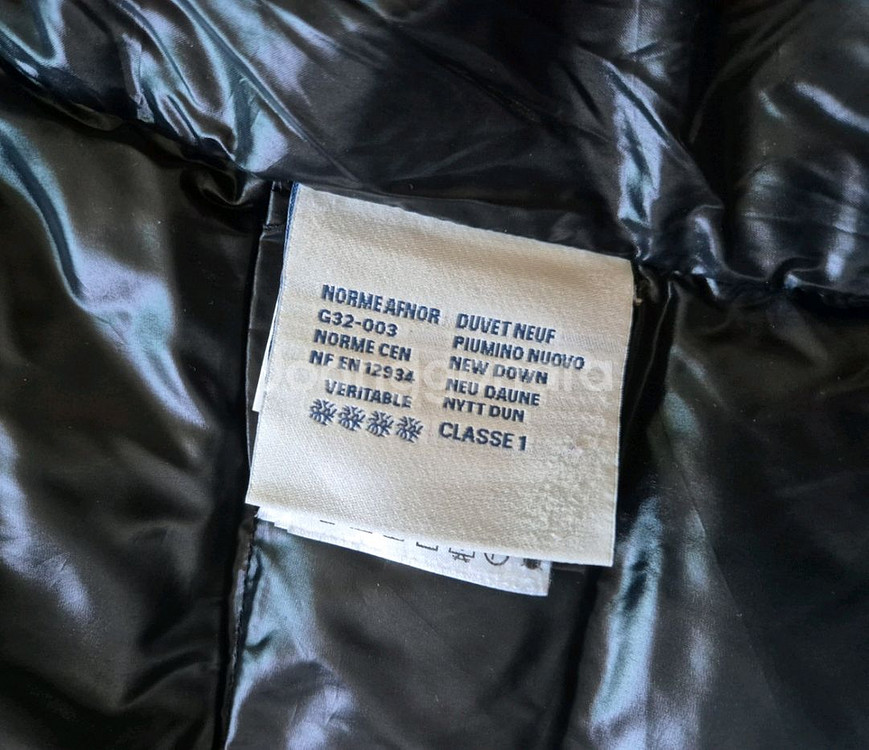 NORME AFNOR
G32-003
NORME CEN
NF EN 12934
VERITABLE
DUVET NEUF
PIUMINO NUOVO
NEW DOWN
NEU DAUNE
NYTT DUN
CLASSE 1